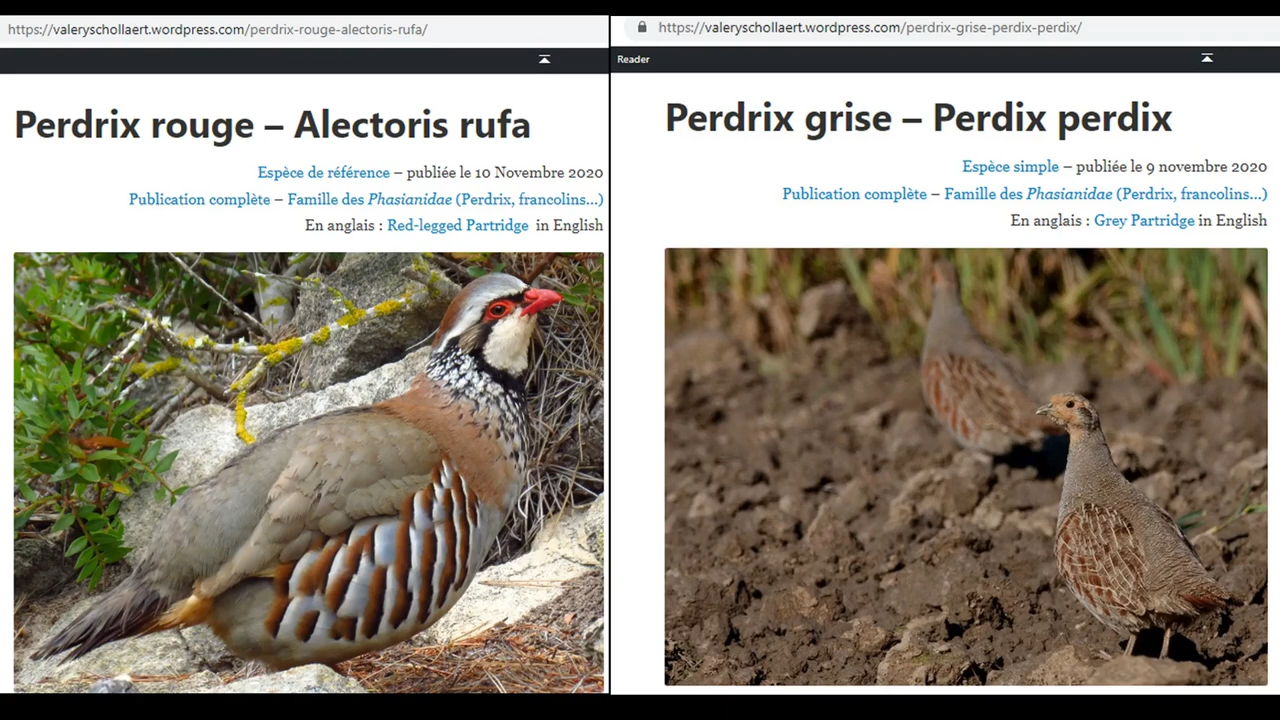 https://valeryschollaert.wordpress.com/perdrix-rouge-alectoris-rufa/
Perdrix rouge – Alectoris rufa
Espèce de référence – publiée le 10 Novembre 2020
Publication complète – Famille des Phasianidae (Perdrix, francolins...)
En anglais : Red-legged Partridge in English
https://valeryschollaert.wordpress.com/perdrix-grise-perdix-perdix/
Reader
Perdrix grise – Perdix perdix
Espèce simple – publiée le 9 novembre 2020
Publication complète – Famille des Phasianidae (Perdrix, francolins...)
En anglais : Grey Partridge in English